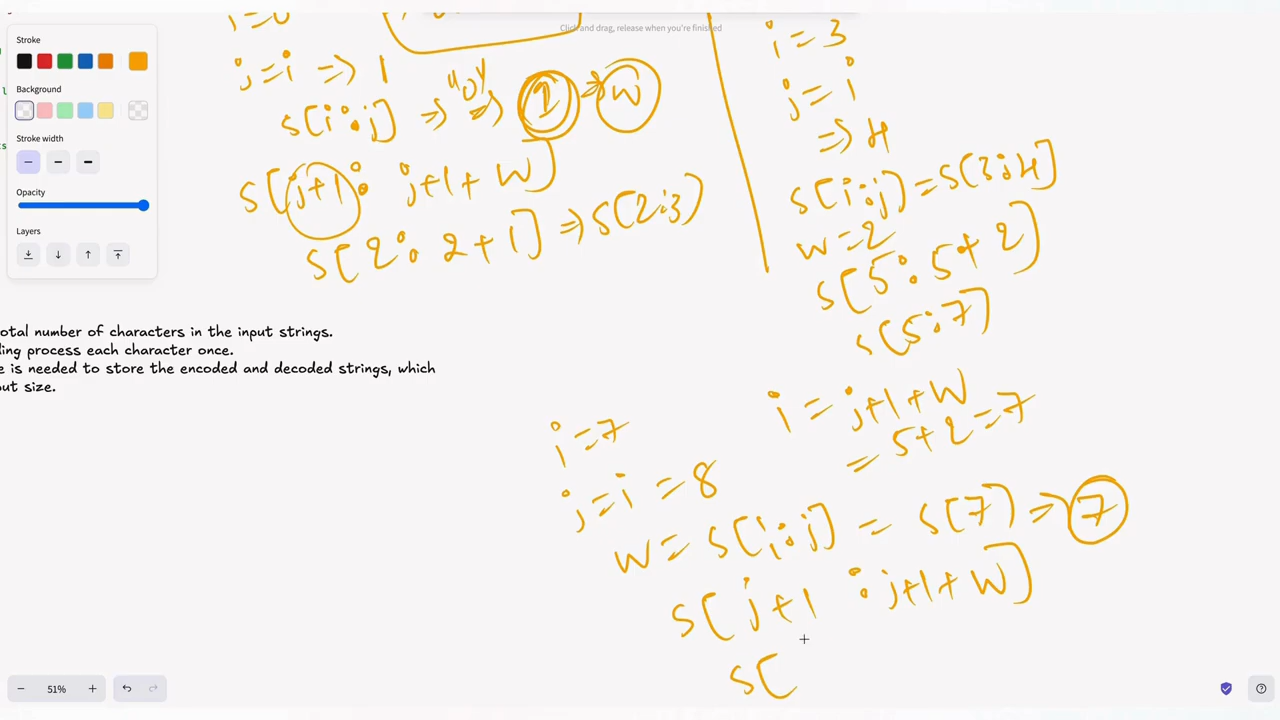 Click and drag, release when you're finished
Stroke
Background
Stroke width
Opacity
Layers
51%
i=0
j=i => 1
s[i:j] => "0" => 1 -> W
s[j+1: j+1+W]
s[2: 2+1] => s[2:3]
i=3
j=i
=> 4
s[i:j] = s[3:4]
W=2
s[5: 5+2]
s[5:7]
otal number of characters in the input strings.
ling process each character once.
e is needed to store the encoded and decoded strings, which
out size.
i = j+1+W
= 5+2=7
i=7
j=i =8
W= s[i:j] = s[7] => 7
s[j+1 : j+1+W]
s[